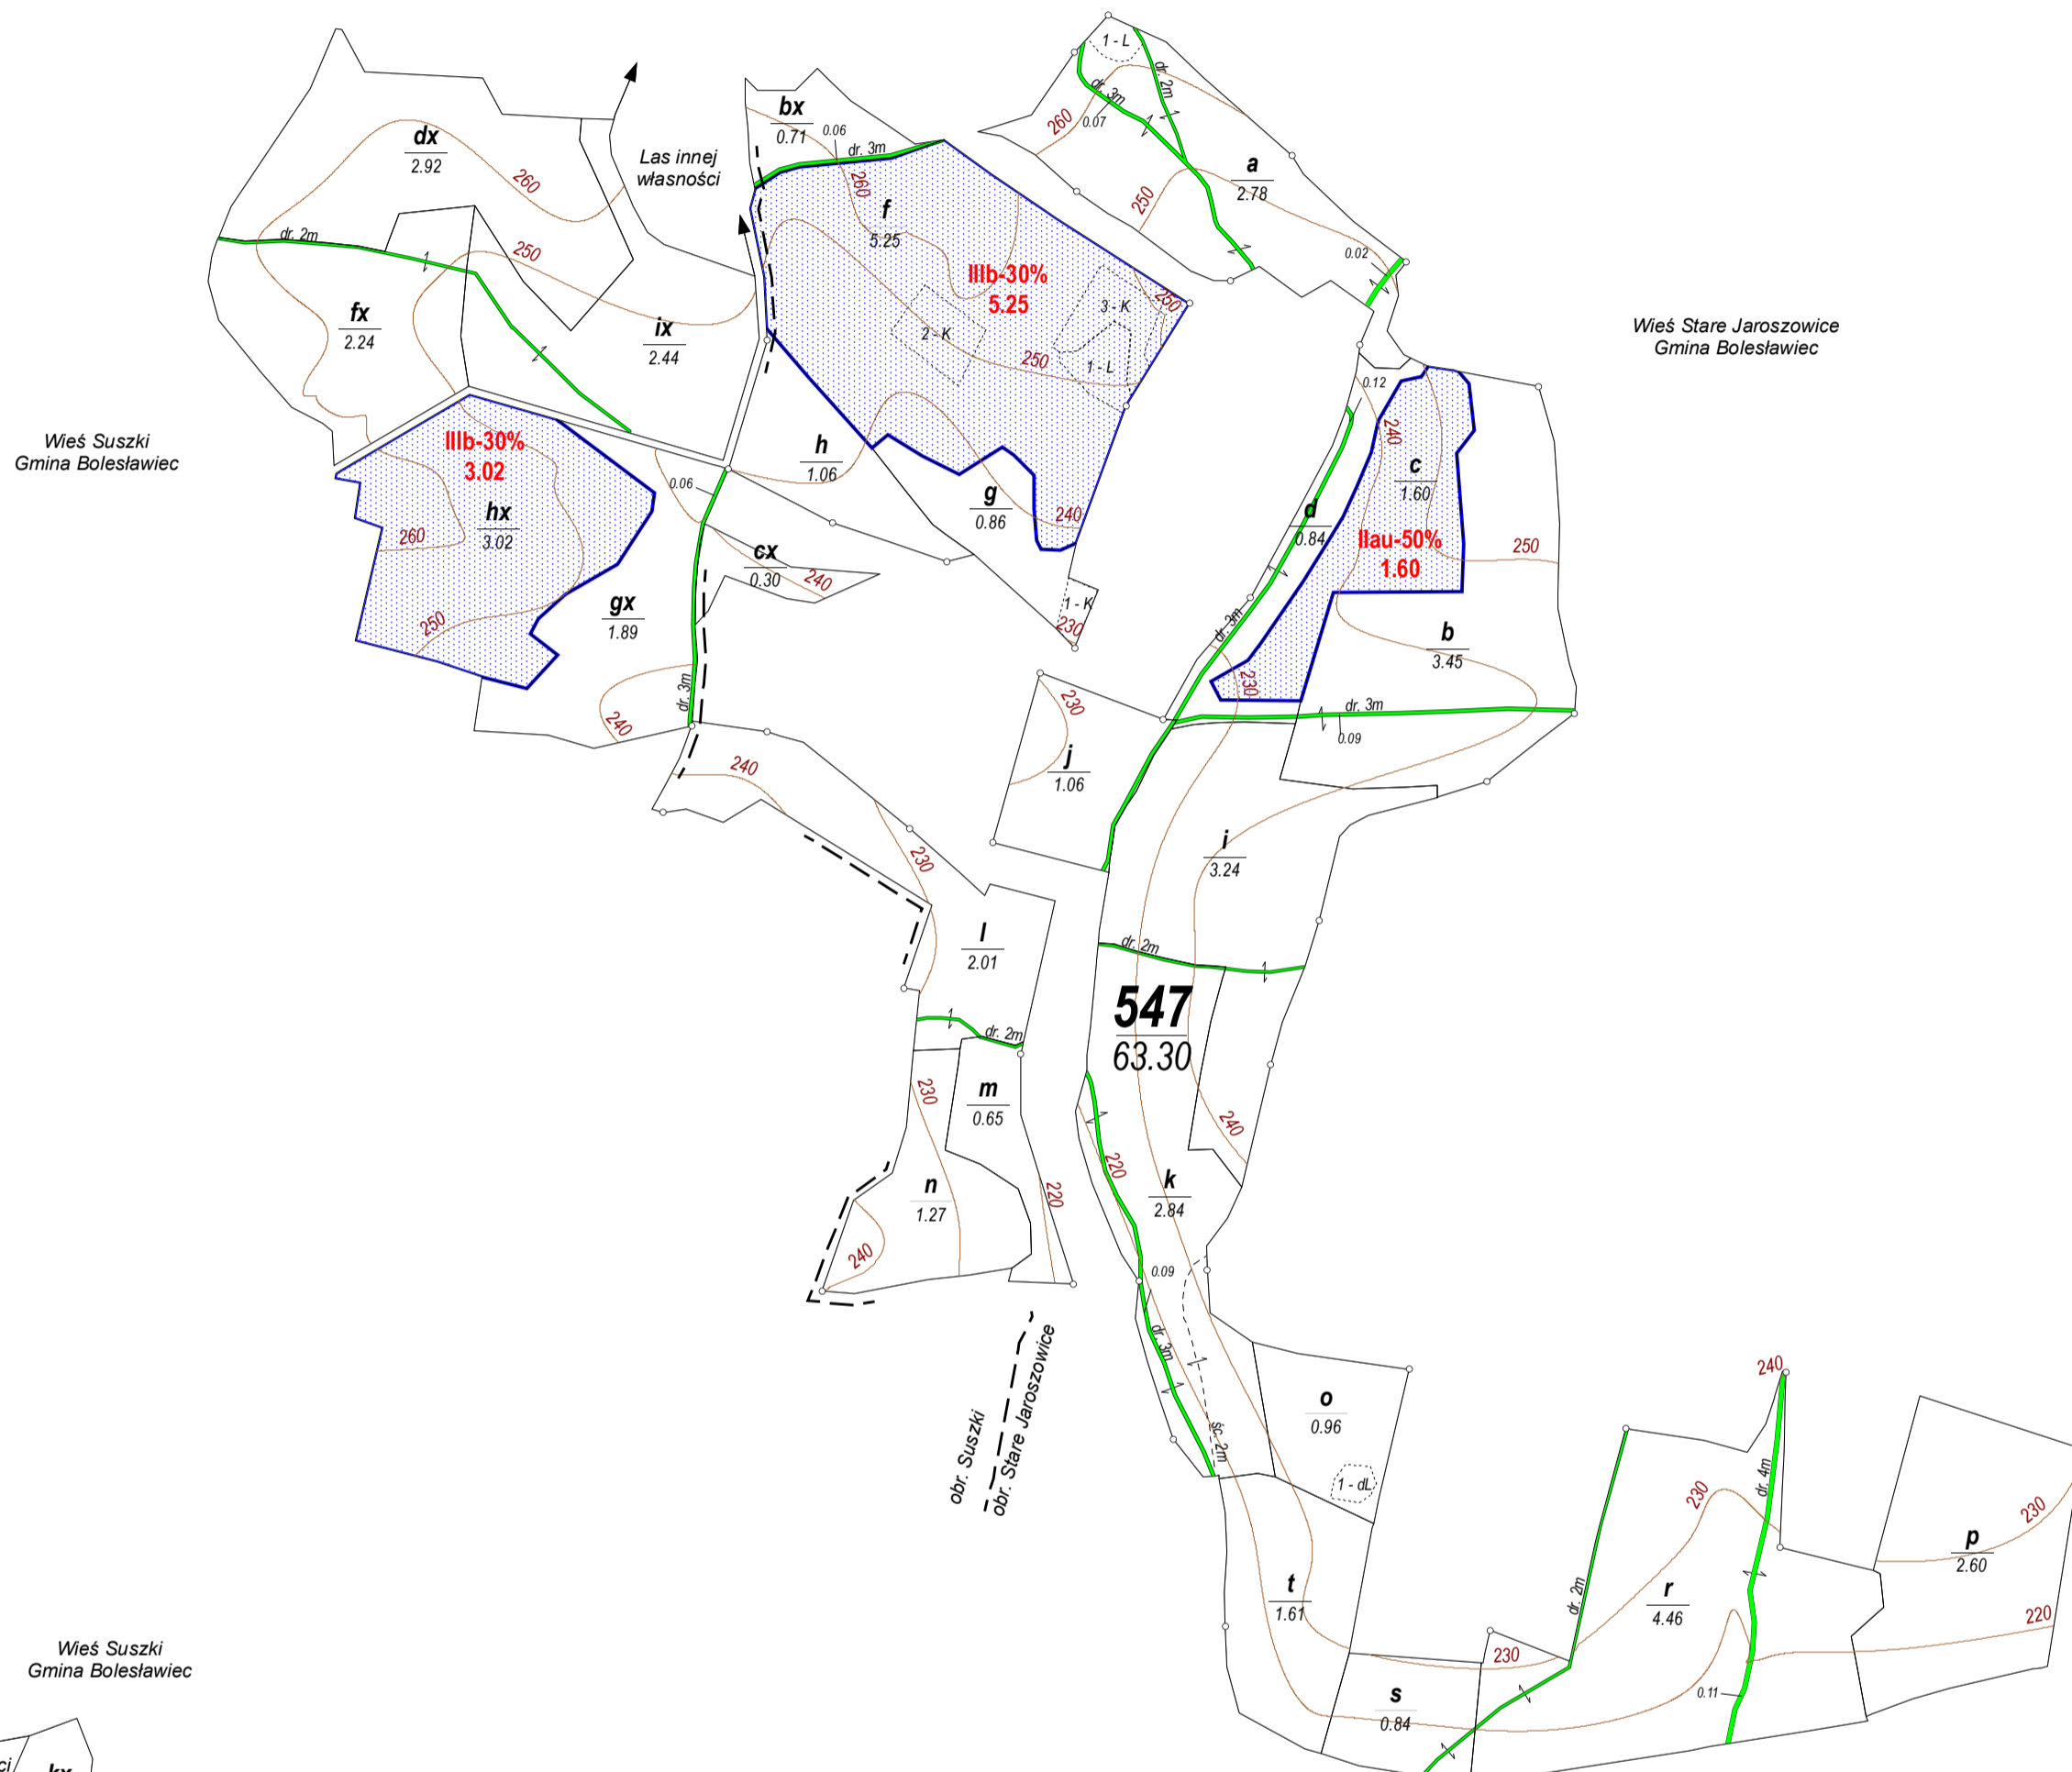 1 - L
dr. 2m
dr. 3m
0.07
260
250
a
2.78
0.02
bx
0.71
0.06
dr. 3m
Las innej
własności
dx
2.92
260
dr. 2m
250
fx
2.24
ix
2.44
260
f
5.25
IIIb-30%
5.25
2 - K
3 - K
1 - L
250
250
Wieś Stare Jaroszowice
Gmina Bolesławiec
Wieś Suszki
Gmina Bolesławiec
IIIb-30%
3.02
hx
3.02
260
250
0.06
h
1.06
g
0.86
240
0.12
240
c
1.60
IIau-50%
1.60
d
0.84
250
dr. 3m
cx
0.30
240
gx
1.89
240
dr. 3m
1 - K
230
b
3.45
230
dr. 3m
0.09
230
j
1.06
240
230
i
3.24
l
2.01
dr. 2m
dr. 2m
547
63.30
230
m
0.65
240
220
k
2.84
n
1.27
220
240
0.09
dr. 3m
śc. 2m
obr. Suszki
obr. Stare Jaroszowice
o
0.96
1 - dL
240
dr. 4m
230
230
p
2.60
220
t
1.61
dr. 2m
r
4.46
230
s
0.84
0.11
Wieś Suszki
Gmina Bolesławiec
kx